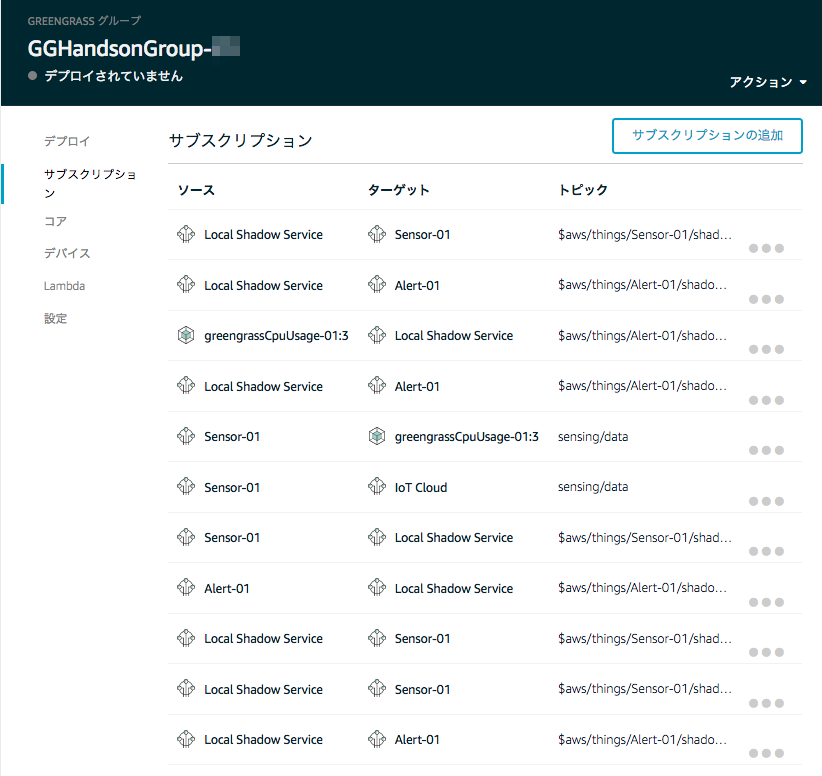 GREENGRASS グループ
GGHandsonGroup-
デプロイされていません
アクション
デプロイ
サブスクリプショ
ン
コア
デバイス
Lambda
設定
サブスクリプション
サブスクリプションの追加
ソース ターゲット トピック
Local Shadow Service Sensor-01 $aws/things/Sensor-01/shad...
Local Shadow Service Alert-01 $aws/things/Alert-01/shado...
greengrassCpuUsage-01:3 Local Shadow Service $aws/things/Alert-01/shado...
Local Shadow Service Alert-01 $aws/things/Alert-01/shado...
Sensor-01 greengrassCpuUsage-01:3 sensing/data
Sensor-01 IoT Cloud sensing/data
Sensor-01 Local Shadow Service $aws/things/Sensor-01/shad...
Alert-01 Local Shadow Service $aws/things/Alert-01/shado...
Local Shadow Service Sensor-01 $aws/things/Sensor-01/shad...
Local Shadow Service Sensor-01 $aws/things/Sensor-01/shad...
Local Shadow Service Alert-01 $aws/things/Alert-01/shado...